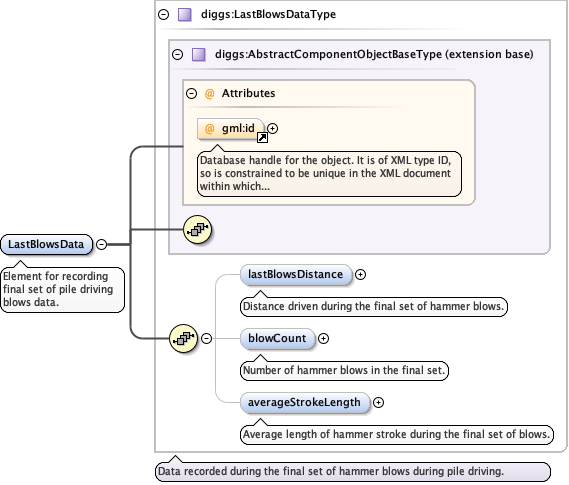 diggs:LastBlowsDataType
diggs:AbstractComponentObjectBaseType (extension base)
@ Attributes
@ gml:id
Database handle for the object. It is of XML type ID,
so is constrained to be unique in the XML document
within which...
LastBlowsData
Element for recording
final set of pile driving
blows data.
lastBlowsDistance
Distance driven during the final set of hammer blows.
blowCount
Number of hammer blows in the final set.
averageStrokeLength
Average length of hammer stroke during the final set of blows.
Data recorded during the final set of hammer blows during pile driving.